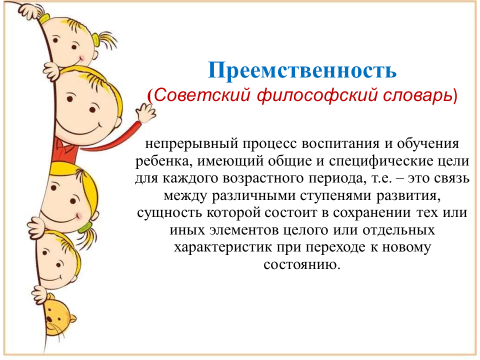 Преемственность
(Советский философский словарь)
непрерывный процесс воспитания и обучения
ребенка, имеющий общие и специфические цели
для каждого возрастного периода, т.е. – это связь
между различными ступенями развития,
сущность которой состоит в сохранении тех или
иных элементов целого или отдельных
характеристик при переходе к новому
состоянию.